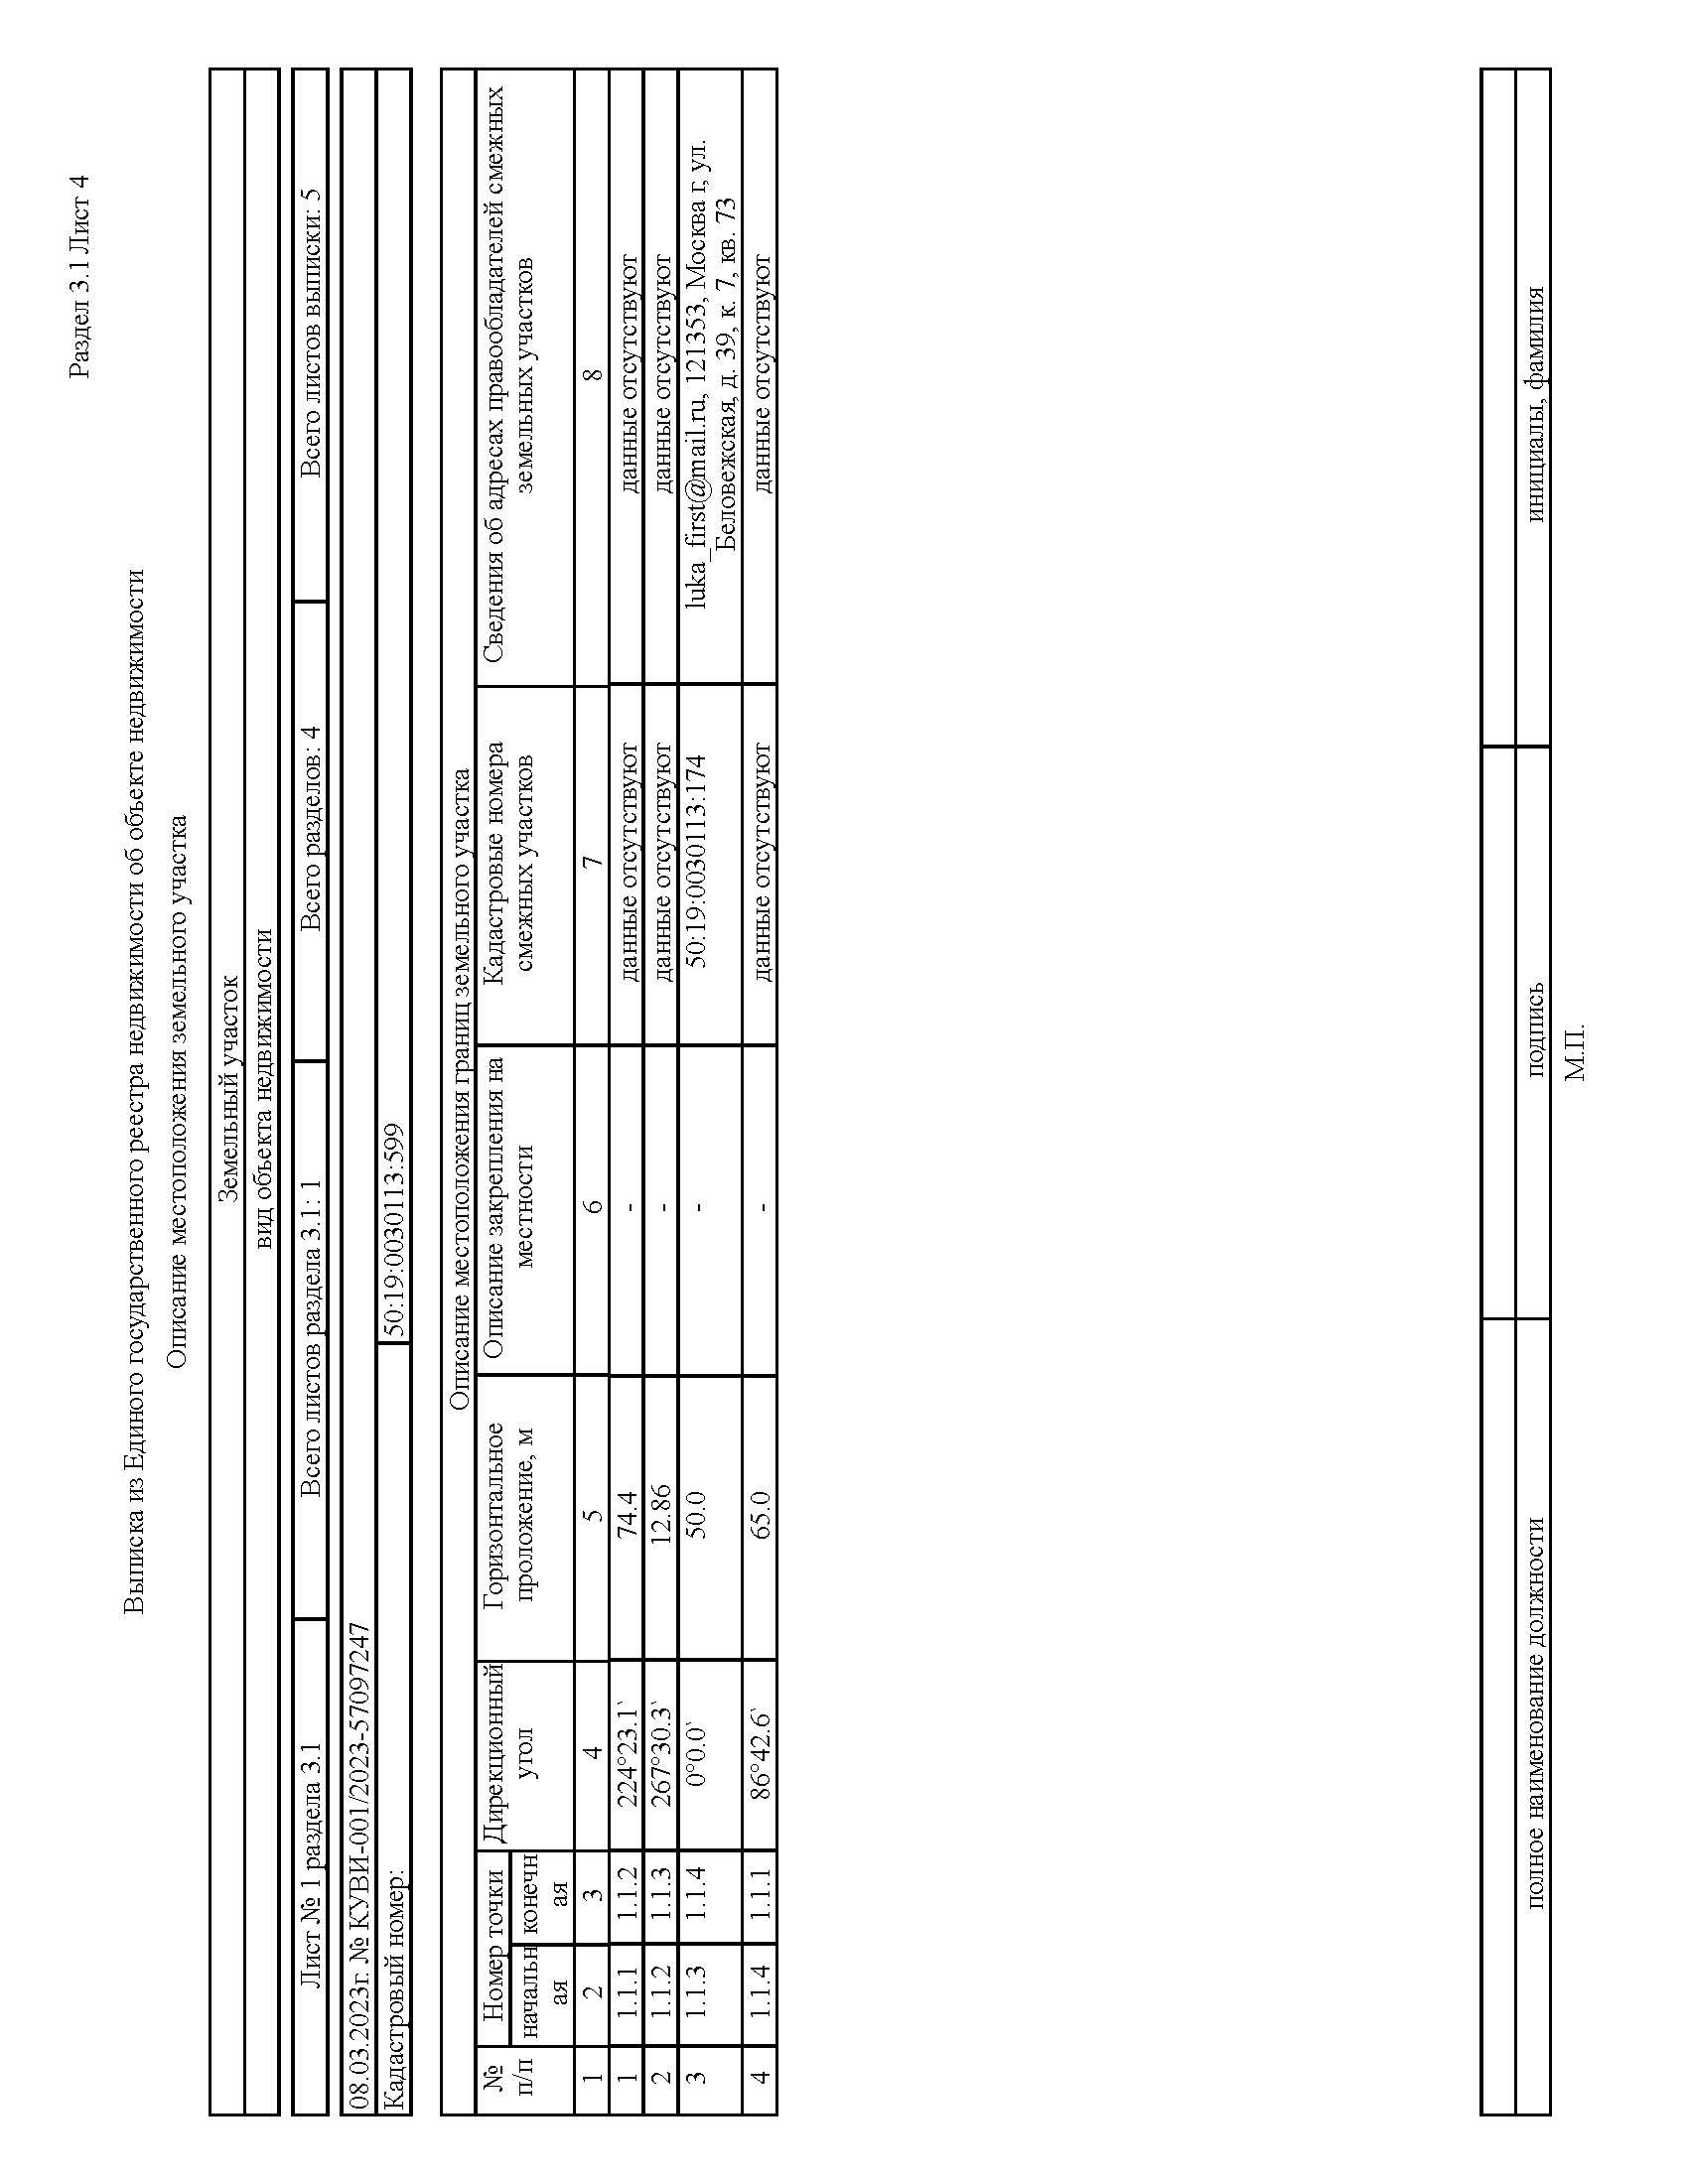 Раздел 3.1 Лист 4
Выписка из Единого государственного реестра недвижимости об объекте недвижимости
Описание местоположения земельного участка
Земельный участок
вид объекта недвижимости
Лист № 1 раздела 3.1 Всего листов раздела 3.1: 1 Всего разделов: 4 Всего листов выписки: 5
08.03.2023г. № КУВИ-001/2023-57097247
Кадастровый номер: 50:19:0030113:599
Описание местоположения границ земельного участка
№ Номер точки Дирекционный Горизонтальное Описание закрепления на Кадастровые номера Сведения об адресах правообладателей смежных
п/п начальн конечн угол проложение, м местности смежных участков земельных участков
ая ая
1 2 3 4 5 6 7 8
1 1.1.1 1.1.2 224°23.1` 74.4 - данные отсутствуют данные отсутствуют
2 1.1.2 1.1.3 267°30.3` 12.86 - данные отсутствуют данные отсутствуют
3 1.1.3 1.1.4 0°0.0` 50.0 - 50:19:0030113:174 luka_first@mail.ru, 121353, Москва г, ул.
Беловежская, д. 39, к. 7, кв. 73
4 1.1.4 1.1.1 86°42.6` 65.0 - данные отсутствуют данные отсутствуют
полное наименование должности подпись инициалы, фамилия
М.П.